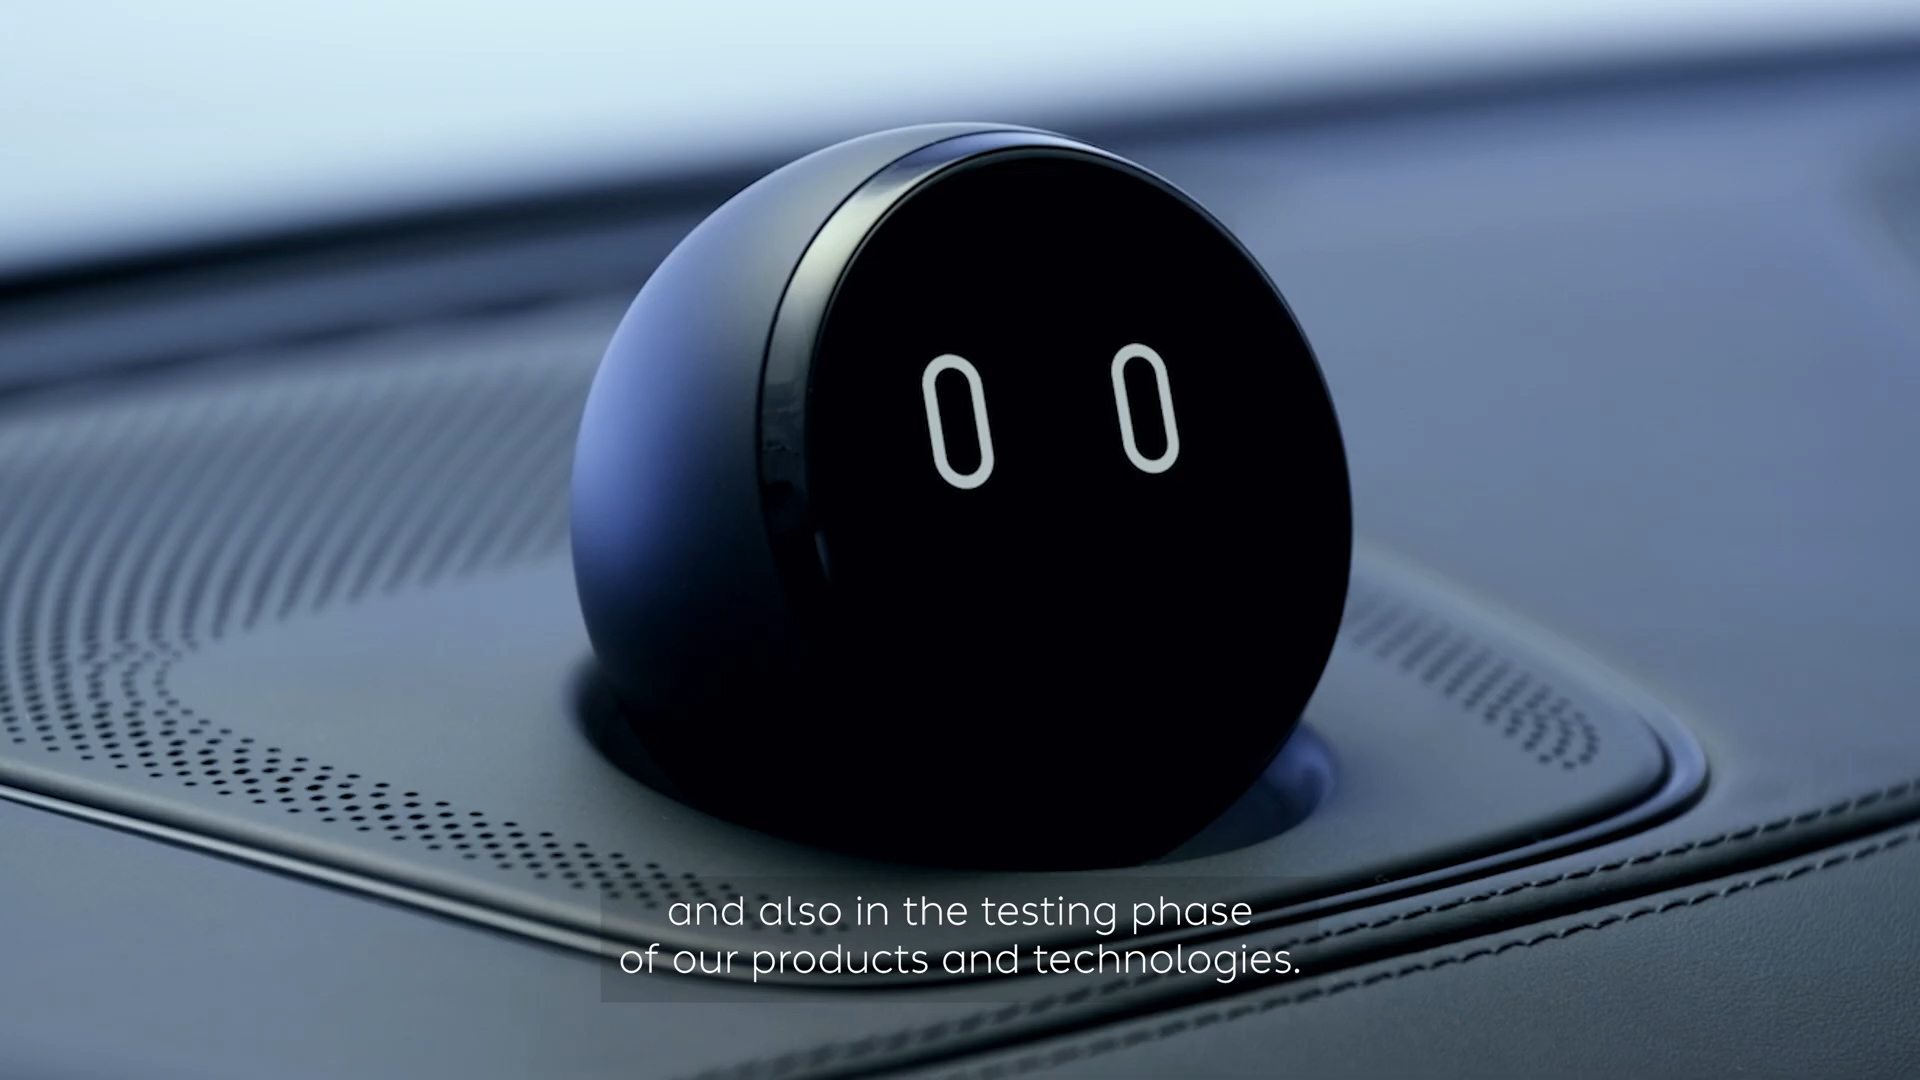 and also in the testing phase
of our products and technologies.